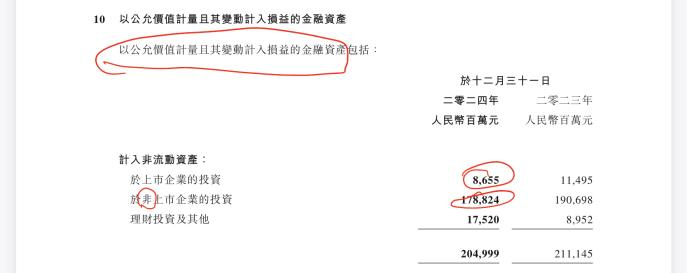 10 以公允價值計量且其變動計入損益的金融資產
以公允價值計量且其變動計入損益的金融資產包括：
於十二月三十一日
二零二四年 二零二三年
人民幣百萬元 人民幣百萬元
計入非流動資產：
於上市企業的投資 8,655 11,495
於非上市企業的投資 178,824 190,698
理財投資及其他 17,520 8,952
204,999 211,145